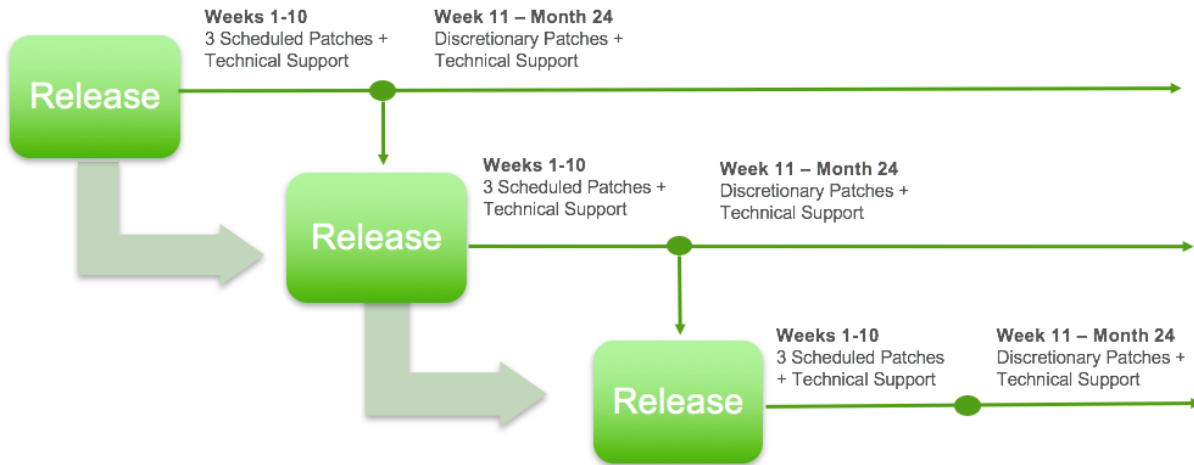 Weeks 1-10
3 Scheduled Patches +
Technical Support
Week 11 – Month 24
Discretionary Patches +
Technical Support
Release
Weeks 1-10
3 Scheduled Patches +
Technical Support
Week 11 – Month 24
Discretionary Patches +
Technical Support
Release
Weeks 1-10
3 Scheduled Patches
+ Technical Support
Week 11 – Month 24
Discretionary Patches +
Technical Support
Release